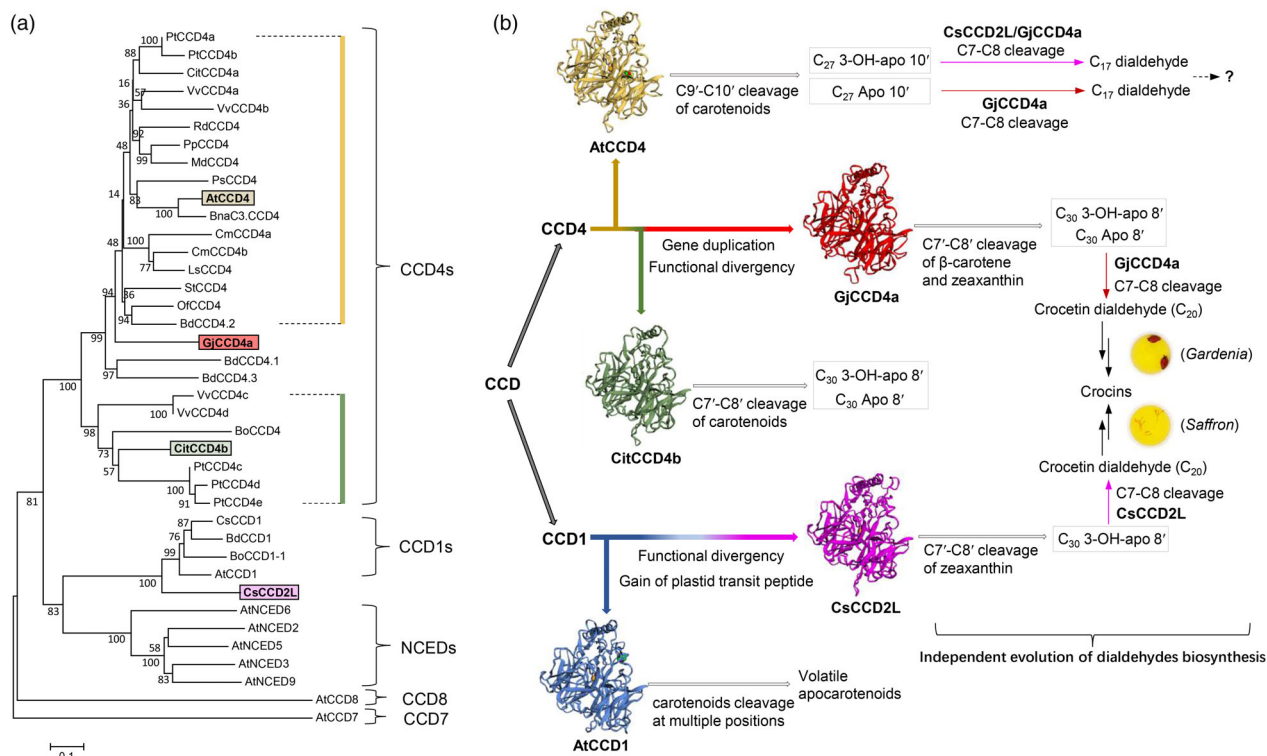 (a)
PtCCD4a
100
PtCCD4b
88
CitCCD4a
16
VvCCD4a
57
36
VvCCD4b
RdCCD4
92
PpCCD4
48
99
MdCCD4
PsCCD4
14
83
AtCCD4
100
BnaC3.CCD4
CmCCD4a
48
100
CmCCD4b
77
LsCCD4
StCCD4
36
OfCCD4
94
94
BdCCD4.2
99
GjCCD4a
BdCCD4.1
97
BdCCD4.3
100
VvCCD4c
100
VvCCD4d
98
BoCCD4
73
CitCCD4b
57
PtCCD4c
100
PtCCD4d
91
PtCCD4e
81
CsCCD1
87
BdCCD1
76
BoCCD1-1
99
AtCCD1
100
CsCCD2L
83
AtNCED6
100
AtNCED2
58
AtNCED5
100
AtNCED3
83
AtNCED9
AtCCD8
AtCCD7
CCD4s
CCD1s
NCEDs
CCD8
CCD7
0.1
(b)
CCD
CCD4
CCD1
AtCCD4
C9′-C10′ cleavage
of carotenoids
C27 3-OH-apo 10′
C27 Apo 10′
CsCCD2L/GjCCD4a
C7-C8 cleavage
C17 dialdehyde
GjCCD4a
C7-C8 cleavage
C17 dialdehyde
?
Gene duplication
Functional divergency
GjCCD4a
C7′-C8′ cleavage
of β-carotene
and zeaxanthin
C30 3-OH-apo 8′
C30 Apo 8′
GjCCD4a
C7-C8 cleavage
Crocetin dialdehyde (C20)
(Gardenia)
Crocins
(Saffron)
Crocetin dialdehyde (C20)
C7-C8 cleavage
CsCCD2L
C30 3-OH-apo 8′
CitCCD4b
C7′-C8′ cleavage
of carotenoids
C30 3-OH-apo 8′
C30 Apo 8′
Functional divergency
Gain of plastid transit peptide
CsCCD2L
C7′-C8′ cleavage
of zeaxanthin
AtCCD1
carotenoids cleavage
at multiple positions
Volatile
apocarotenoids
Independent evolution of dialdehydes biosynthesis